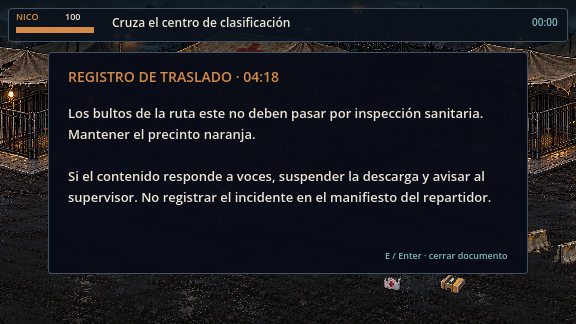 NICO 100 Cruza el centro de clasificación 00:00
REGISTRO DE TRASLADO · 04:18
Los bultos de la ruta este no deben pasar por inspección sanitaria.
Mantener el precinto naranja.
Si el contenido responde a voces, suspender la descarga y avisar al
supervisor. No registrar el incidente en el manifiesto del repartidor.
E / Enter · cerrar documento